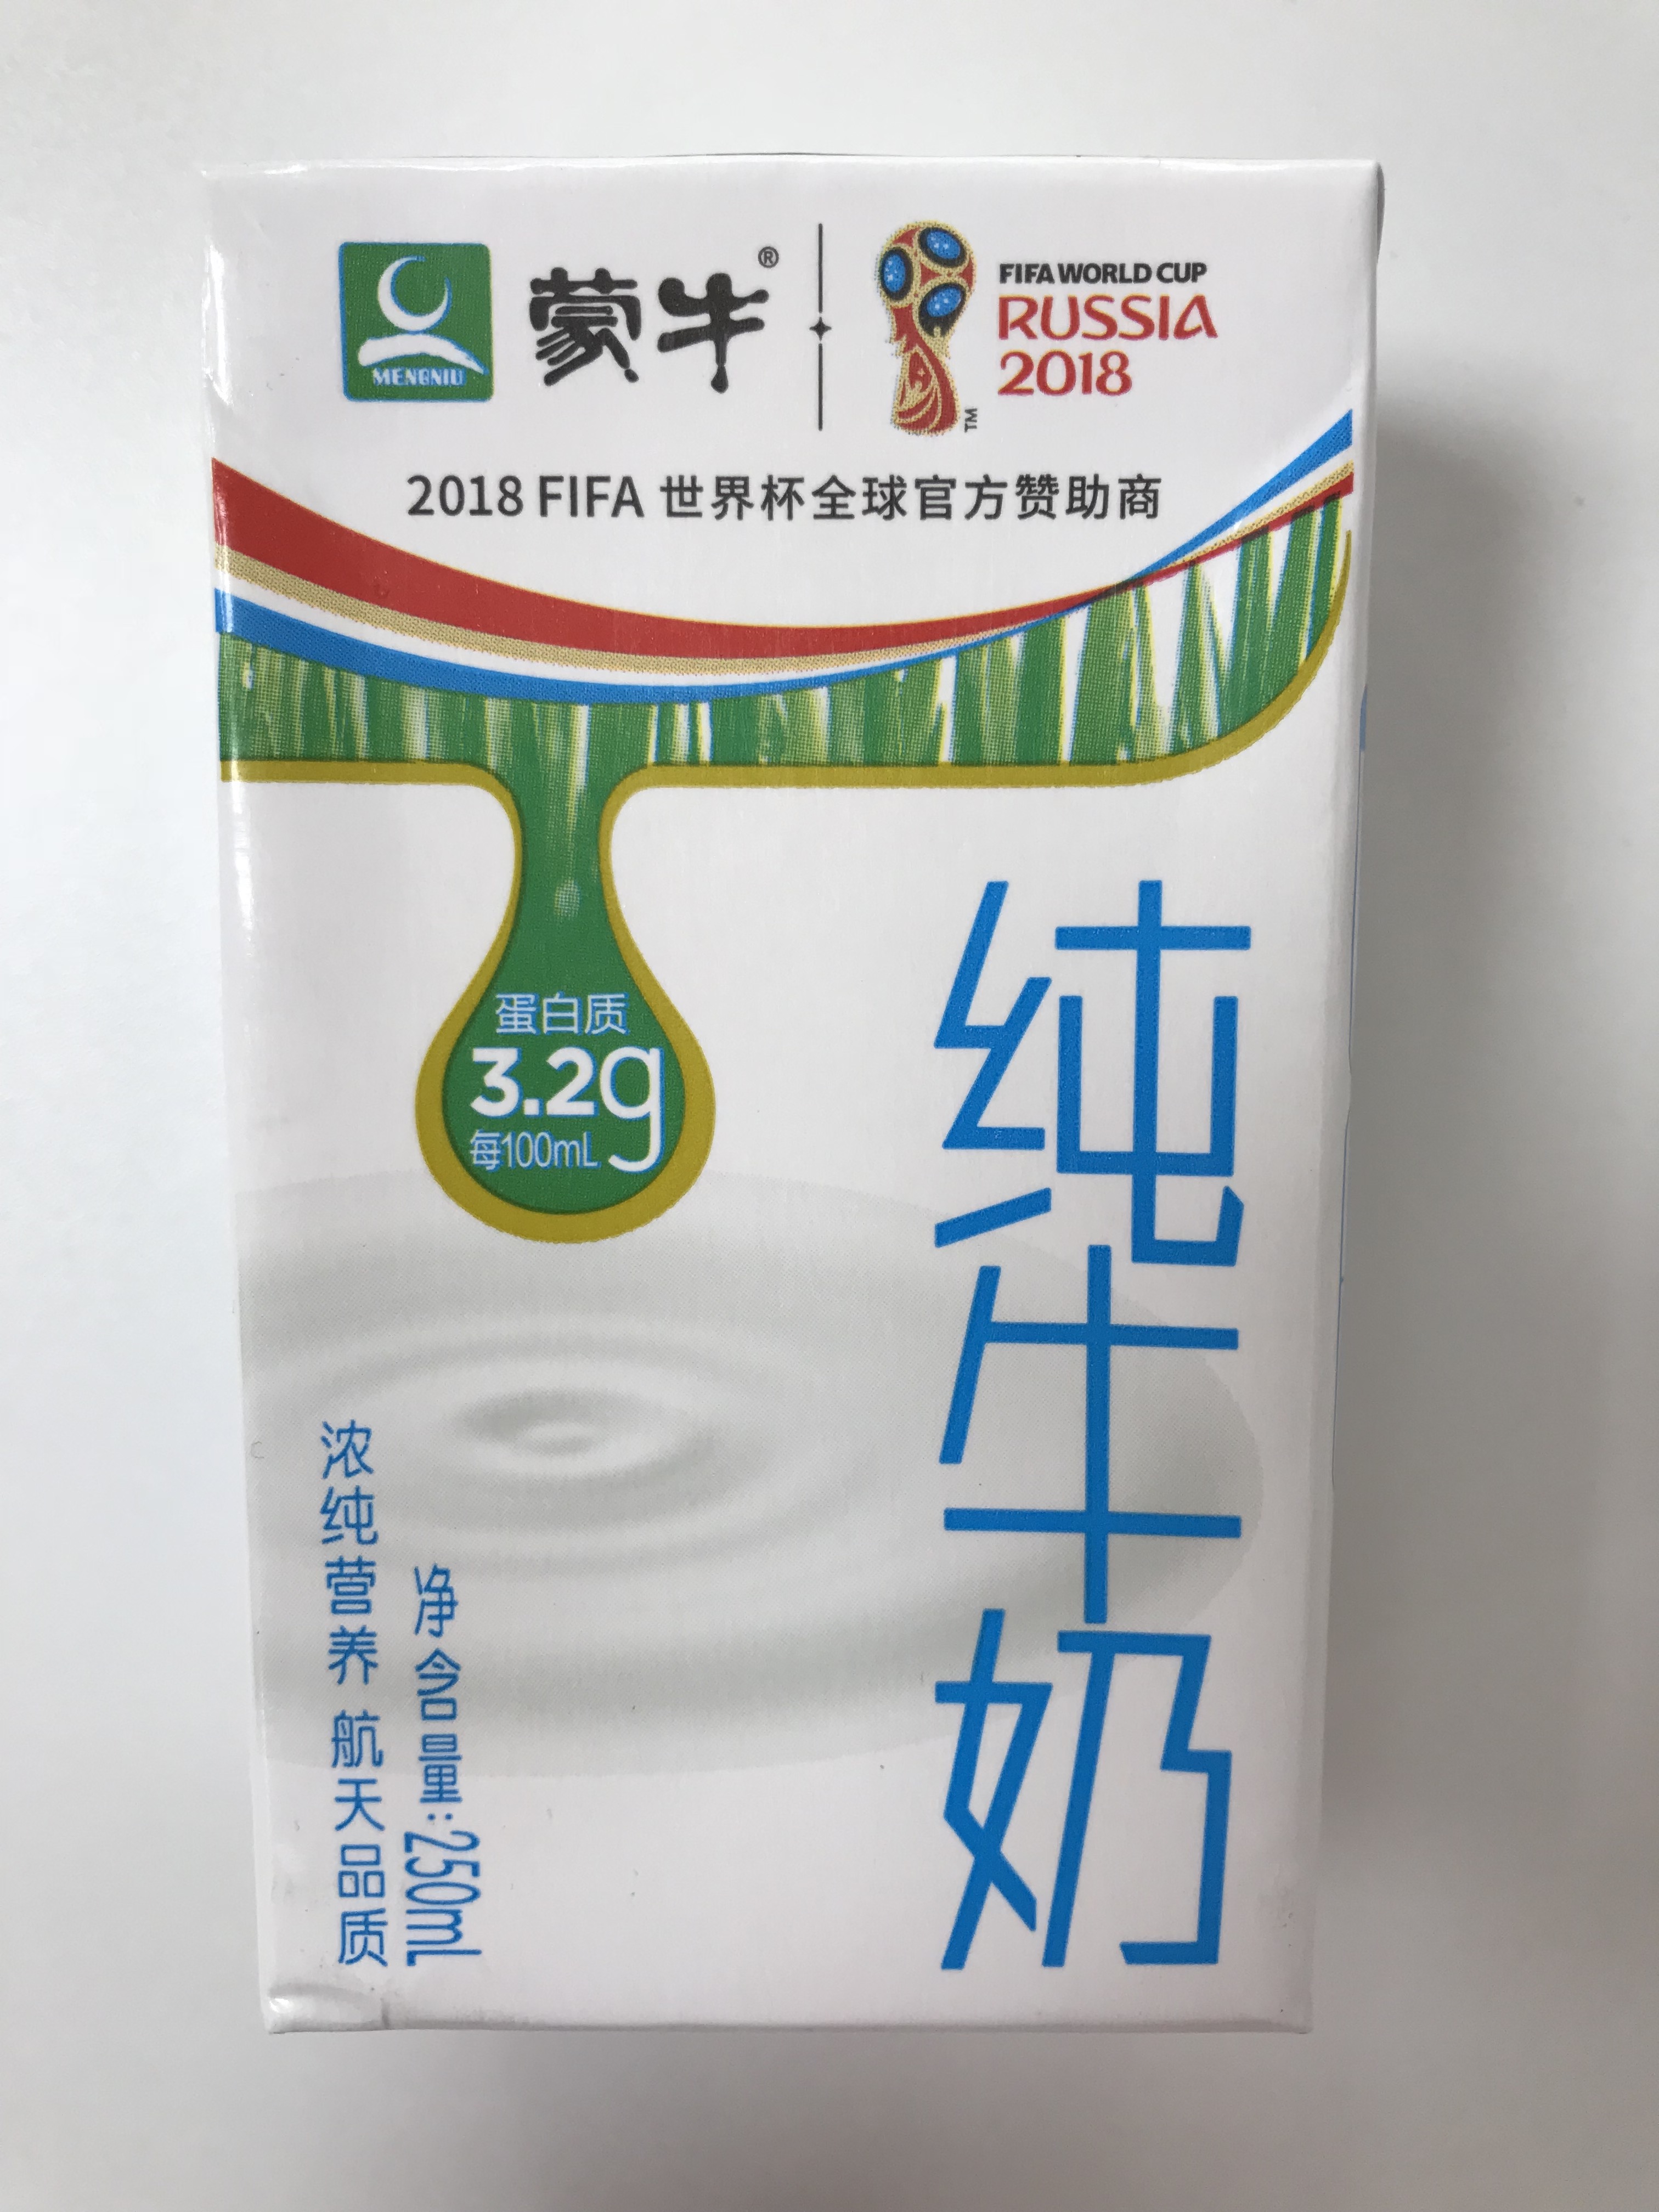 MENGNIU
蒙牛®
FIFA WORLD CUP
RUSSIA
2018
TM
2018 FIFA 世界杯全球官方赞助商
蛋白质
3.2g
每100mL
纯牛奶
浓纯营养 航天品质
净含量:250mL